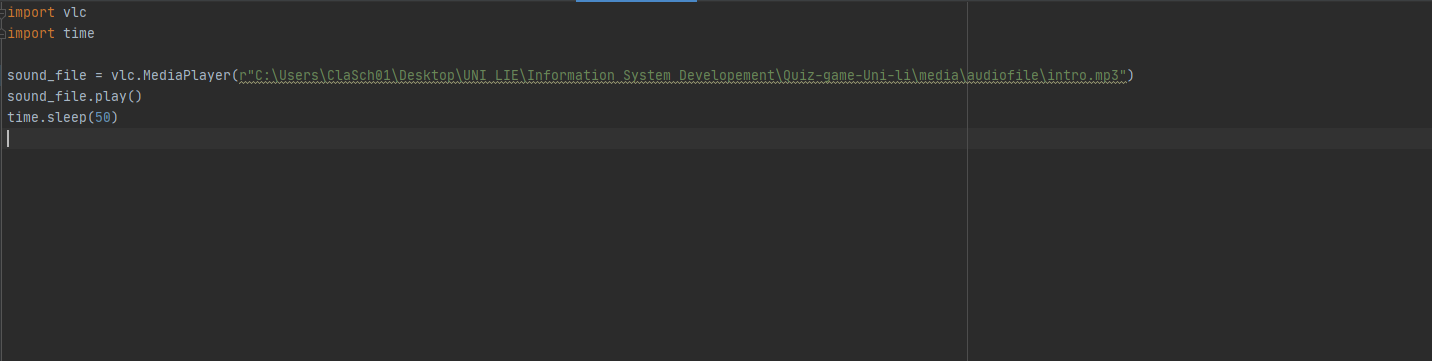 import vlc
import time
sound_file = vlc.MediaPlayer(r"C:\Users\ClaSch01\Desktop\UNI LIE\Information System Developement\Quiz-game-Uni-li\media\audiofile\intro.mp3")
sound_file.play()
time.sleep(50)